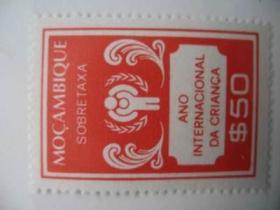 MOÇAMBIQUE
SOBRETAXA
ANO
INTERNACIONAL
DA CRIANÇA
$50